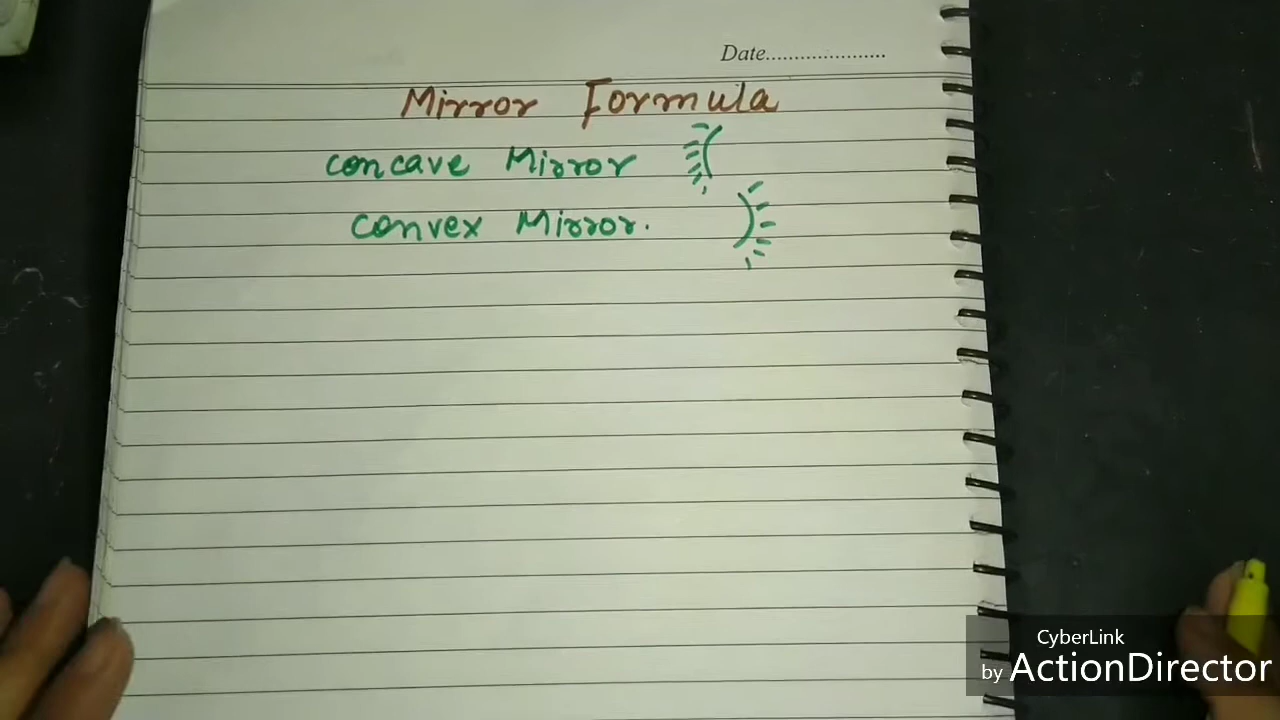 Date.....................
Mirror Formula
concave Mirror
convex Mirror.
CyberLink
by ActionDirector